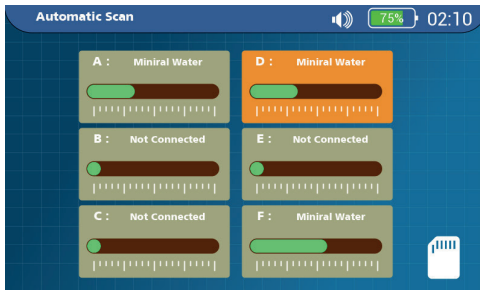 Automatic Scan 75% 02:10
A : Miniral Water
D : Miniral Water
B : Not Connected
E : Not Connected
C : Not Connected
F : Miniral Water